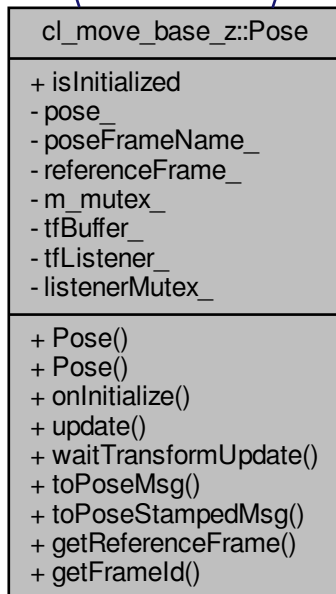 cl_move_base_z::Pose
+ isInitialized
- pose_
- poseFrameName_
- referenceFrame_
- m_mutex_
- tfBuffer_
- tfListener_
- listenerMutex_
+ Pose()
+ Pose()
+ onInitialize()
+ update()
+ waitTransformUpdate()
+ toPoseMsg()
+ toPoseStampedMsg()
+ getReferenceFrame()
+ getFrameId()